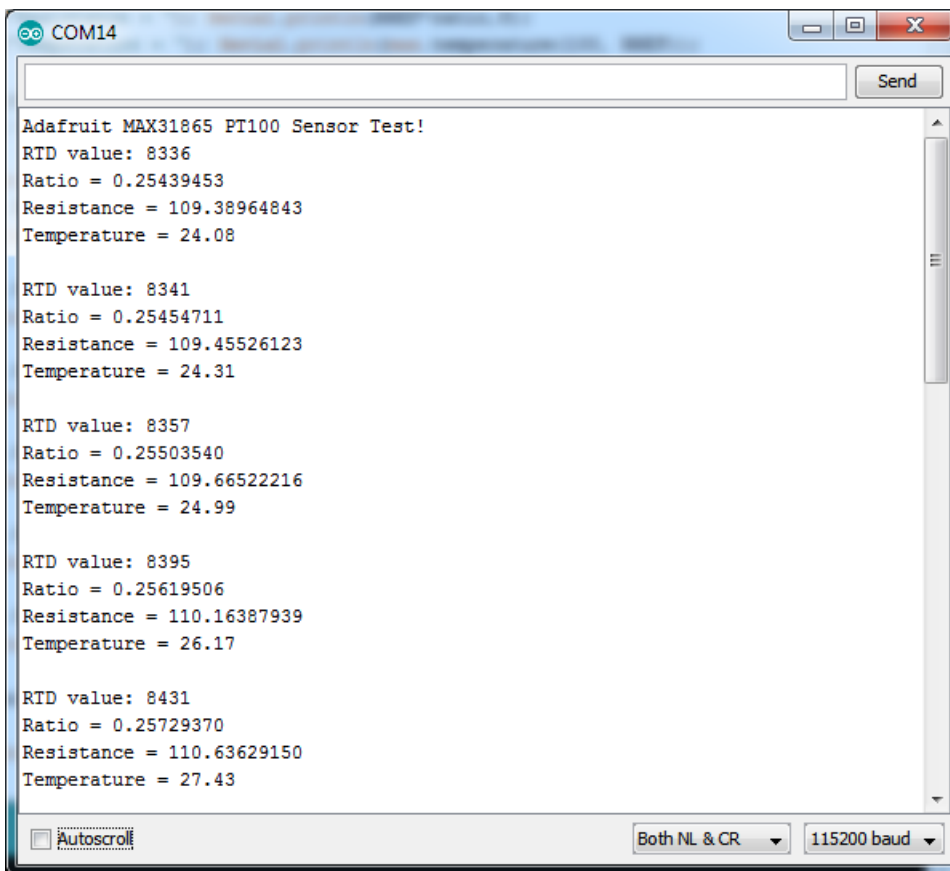 COM14
Send
Adafruit MAX31865 PT100 Sensor Test!
RTD value: 8336
Ratio = 0.25439453
Resistance = 109.38964843
Temperature = 24.08
RTD value: 8341
Ratio = 0.25454711
Resistance = 109.45526123
Temperature = 24.31
RTD value: 8357
Ratio = 0.25503540
Resistance = 109.66522216
Temperature = 24.99
RTD value: 8395
Ratio = 0.25619506
Resistance = 110.16387939
Temperature = 26.17
RTD value: 8431
Ratio = 0.25729370
Resistance = 110.63629150
Temperature = 27.43
Autoscroll Both NL & CR 115200 baud